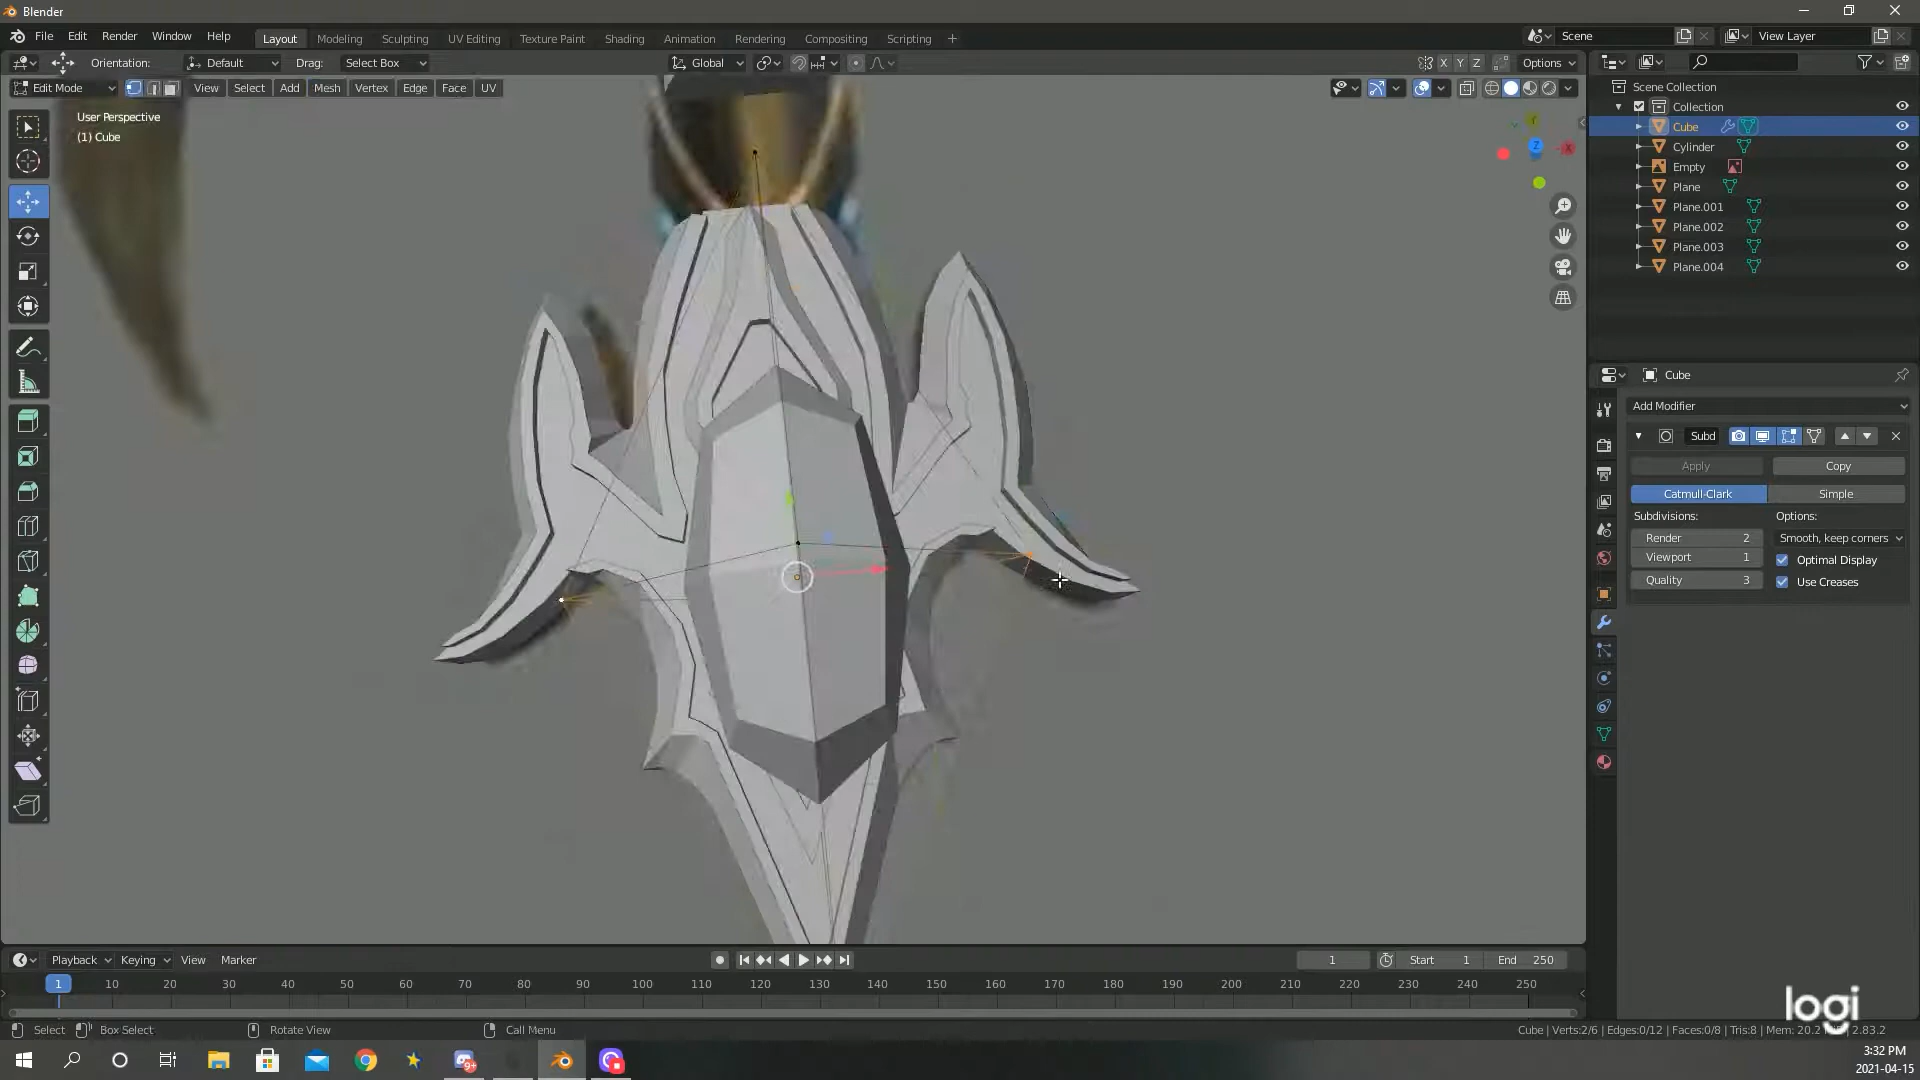 Blender
File Edit Render Window Help
Layout Modeling Sculpting UV Editing Texture Paint Shading Animation Rendering Compositing Scripting +
Scene
View Layer
Orientation: Default Drag: Select Box
Global
X Y Z Options
Edit Mode View Select Add Mesh Vertex Edge Face UV
User Perspective
(1) Cube
Y
Z
X
Scene Collection
Collection
Cube
Cylinder
Empty
Plane
Plane.001
Plane.002
Plane.003
Plane.004
Cube
Add Modifier
Subd
Apply Copy
Catmull-Clark Simple
Subdivisions: Options:
Render 2 Smooth, keep corners
Viewport 1 Optimal Display
Quality 3 Use Creases
Playback Keying View Marker
1 Start 1 End 250
1 10 20 30 40 50 60 70 80 90 100 110 120 130 140 150 160 170 180 190 200 210 220 230 240 250
logi
Select Box Select Rotate View Call Menu
Cube | Verts:2/6 | Edges:0/12 | Faces:0/8 | Tris:8 | Mem: 20.2 2.83.2
9+
3:32 PM
2021-04-15